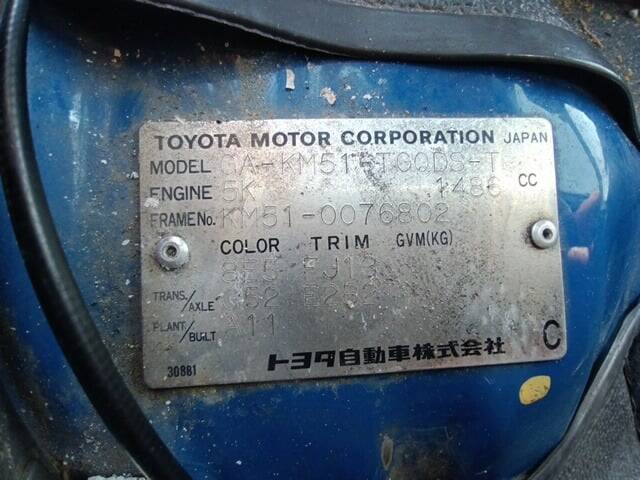 TOYOTA MOTOR CORPORATION JAPAN
MODEL
ENGINE 5K 1486 CC
FRAME No. KM51-0076802
COLOR TRIM GVM(KG)
FJ13
TRANS./AXLE
PLANT/BUILT A11
トヨタ自動車株式会社
30881
C